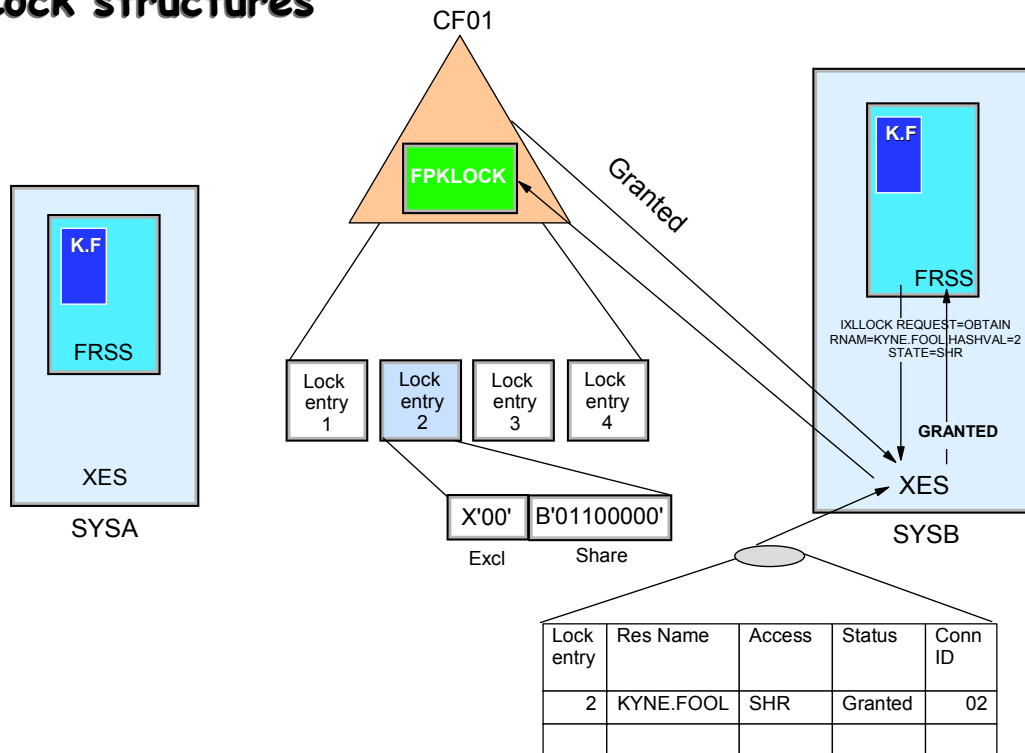 ock structures
CF01
FPKLOCK
Granted
K.F
FRSS
XES
SYSA
K.F
FRSS
IXLLOCK REQUEST=OBTAIN
RNAM=KYNE.FOOL HASHVAL=2
STATE=SHR
GRANTED
XES
SYSB
Lock
entry
1
Lock
entry
2
Lock
entry
3
Lock
entry
4
X'00' B'01100000'
Excl Share
Lock entry Res Name Access Status Conn ID
2 KYNE.FOOL SHR Granted 02